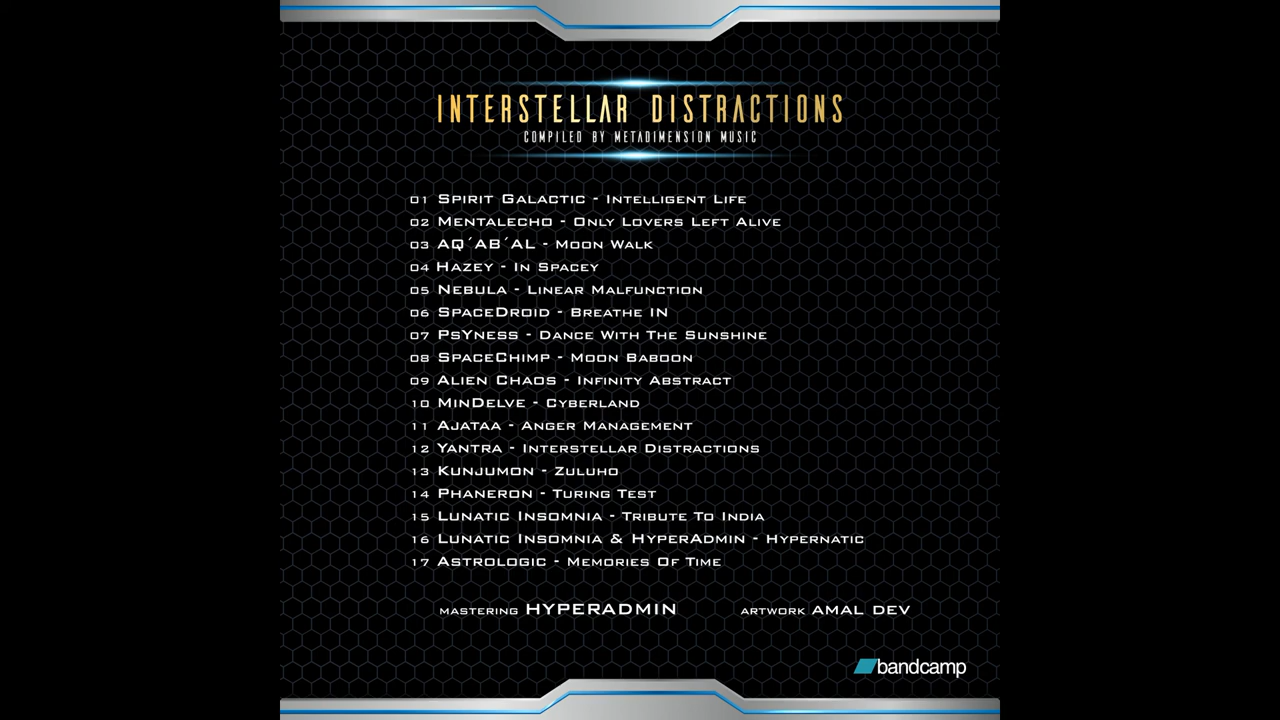 INTERSTELLAR DISTRACTIONS
COMPILED BY METADIMENSION MUSIC
01 Spirit Galactic - Intelligent Life
02 Mentalecho - Only Lovers Left Alive
03 AQ´AB´AL - Moon Walk
04 Hazey - In Spacey
05 Nebula - Linear Malfunction
06 SpaceDroid - Breathe IN
07 PsYness - Dance With The Sunshine
08 SpaceChimp - Moon Baboon
09 Alien Chaos - Infinity Abstract
10 MinDelve - Cyberland
11 Ajataa - Anger Management
12 Yantra - Interstellar Distractions
13 Kunjumon - Zuluho
14 Phaneron - Turing Test
15 Lunatic Insomnia - Tribute To India
16 Lunatic Insomnia & HyperAdmin - Hypernatic
17 Astrologic - Memories Of Time
mastering HYPERADMIN artwork AMAL DEV
bandcamp